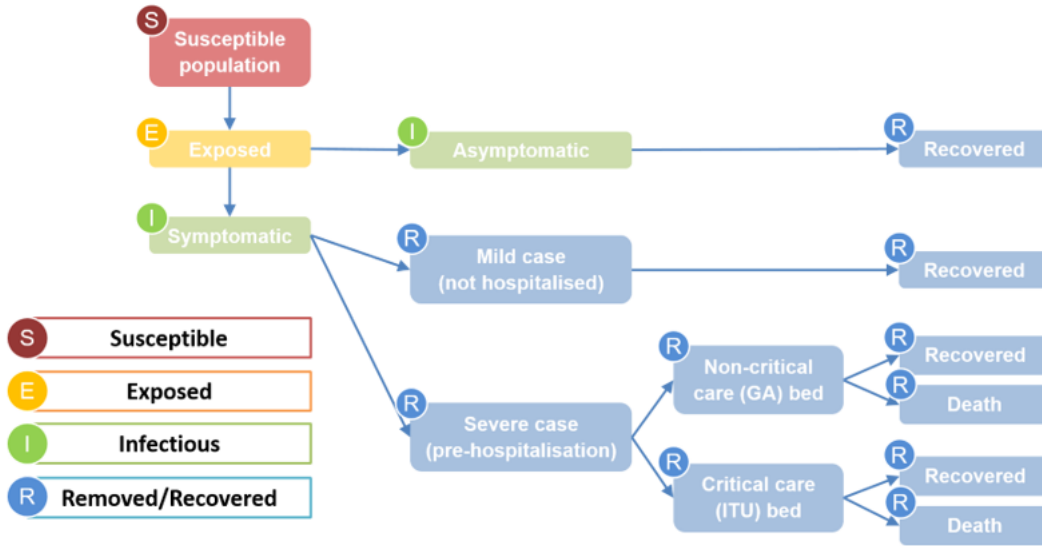 S
Susceptible
population
E
Exposed
I
Asymptomatic
R
Recovered
I
Symptomatic
R
Mild case
(not hospitalised)
R
Recovered
S
Susceptible
E
Exposed
I
Infectious
R
Removed/Recovered
R
Severe case
(pre-hospitalisation)
R
Non-critical
care (GA) bed
R
Recovered
R
Death
R
Critical care
(ITU) bed
R
Recovered
R
Death